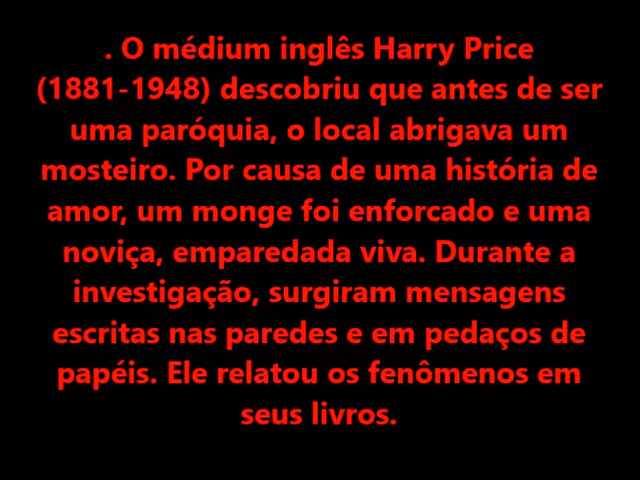 . O médium inglês Harry Price
(1881-1948) descobriu que antes de ser
uma paróquia, o local abrigava um
mosteiro. Por causa de uma história de
amor, um monge foi enforcado e uma
noviça, emparedada viva. Durante a
investigação, surgiram mensagens
escritas nas paredes e em pedaços de
papéis. Ele relatou os fenômenos em
seus livros.